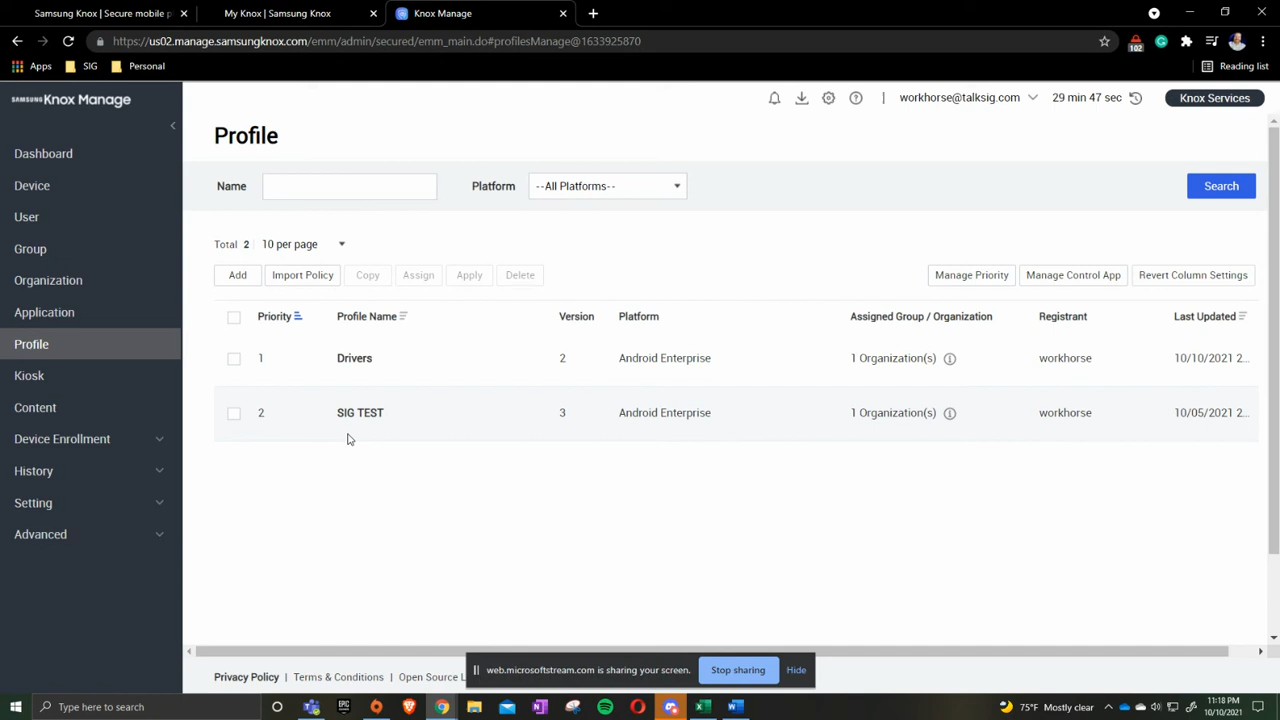 Samsung Knox | Secure mobile pl
My Knox | Samsung Knox
Knox Manage
https://us02.manage.samsungknox.com/emm/admin/secured/emm_main.do#profilesManage@1633925870
102
Apps
SIG
Personal
Reading list
SAMSUNG Knox Manage
workhorse@talksig.com
29 min 47 sec
Knox Services
Dashboard
Device
User
Group
Organization
Application
Profile
Kiosk
Content
Device Enrollment
History
Setting
Advanced
Profile
Name
Platform
--All Platforms--
Search
Total 2
10 per page
Add
Import Policy
Copy
Assign
Apply
Delete
Manage Priority
Manage Control App
Revert Column Settings
Priority
Profile Name
Version
Platform
Assigned Group / Organization
Registrant
Last Updated
1
Drivers
2
Android Enterprise
1 Organization(s)
workhorse
10/10/2021 2...
2
SIG TEST
3
Android Enterprise
1 Organization(s)
workhorse
10/05/2021 2...
web.microsoftstream.com is sharing your screen.
Stop sharing
Hide
Privacy Policy
Terms & Conditions
Open Source L
Type here to search
EPIC
75°F Mostly clear
11:18 PM
10/10/2021